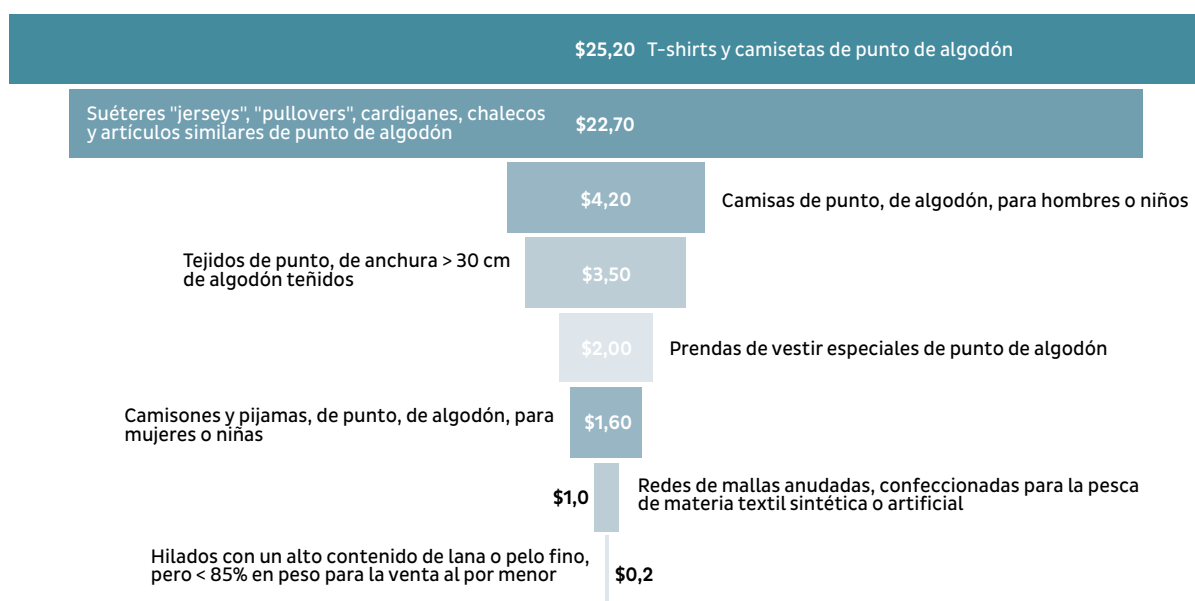 $25,20 T-shirts y camisetas de punto de algodón
Suéteres "jerseys", "pullovers", cardiganes, chalecos
y artículos similares de punto de algodón
$22,70
$4,20
Camisas de punto, de algodón, para hombres o niños
Tejidos de punto, de anchura > 30 cm
de algodón teñidos
$3,50
$2,00
Prendas de vestir especiales de punto de algodón
Camisones y pijamas, de punto, de algodón, para
mujeres o niñas
$1,60
$1,0
Redes de mallas anudadas, confeccionadas para la pesca
de materia textil sintética o artificial
Hilados con un alto contenido de lana o pelo fino,
pero < 85% en peso para la venta al por menor
$0,2